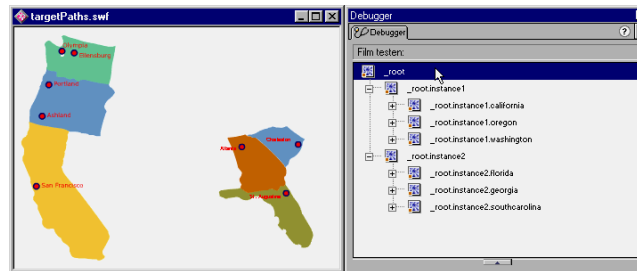 targetPaths.swf
Olympia
Ellensburg
Portland
Ashland
San Francisco
Atlanta
Charleston
St. Augustine
Debugger
Debugger
?
Film testen:
_root
_root.instance1
_root.instance1.california
_root.instance1.oregon
_root.instance1.washington
_root.instance2
_root.instance2.florida
_root.instance2.georgia
_root.instance2.southcarolina